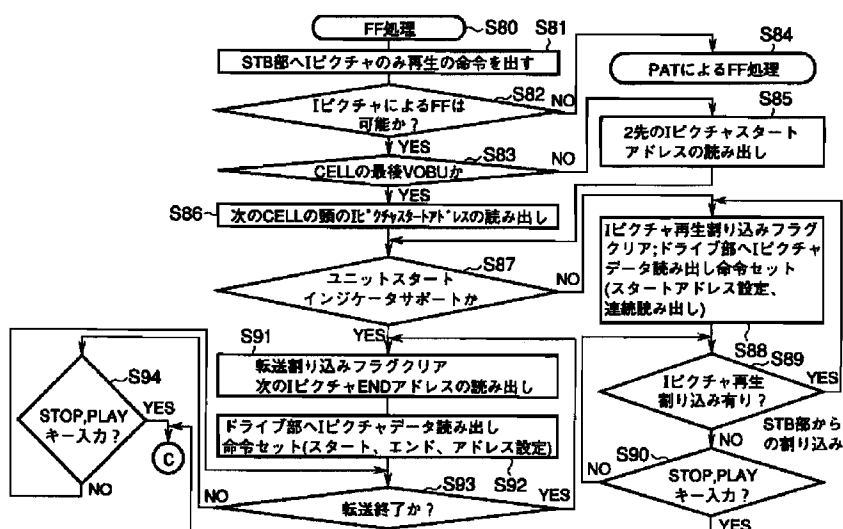 FF処理
S80
S81
STB部へIピクチャのみ再生の命令を出す
S84
PATによるFF処理
IピクチャによるFFは
可能か?
S82
NO
YES
S85
2先のIピクチャスタート
アドレスの読み出し
CELLの最後VOBUか
S83
NO
YES
S86
次のCELLの頭のIピクチャスタートアドレスの読み出し
ユニットスタート
インジケータサポートか
S87
NO
YES
Iピクチャ再生割り込みフラグ
クリア;ドライブ部へIピクチャ
データ読み出し命令セット
(スタートアドレス設定、
連続読み出し)
S88
S91
転送割り込みフラグクリア
次のIピクチャENDアドレスの読み出し
S89
Iピクチャ再生
割り込み有り?
YES
NO
STB部から
の割り込み
S94
STOP,PLAY
キー入力?
YES
NO
C
ドライブ部へIピクチャデータ読み出し
命令セット(スタート、エンド、アドレス設定)
S92
S93
転送終了か?
NO
YES
S90
STOP,PLAY
キー入力?
NO
YES